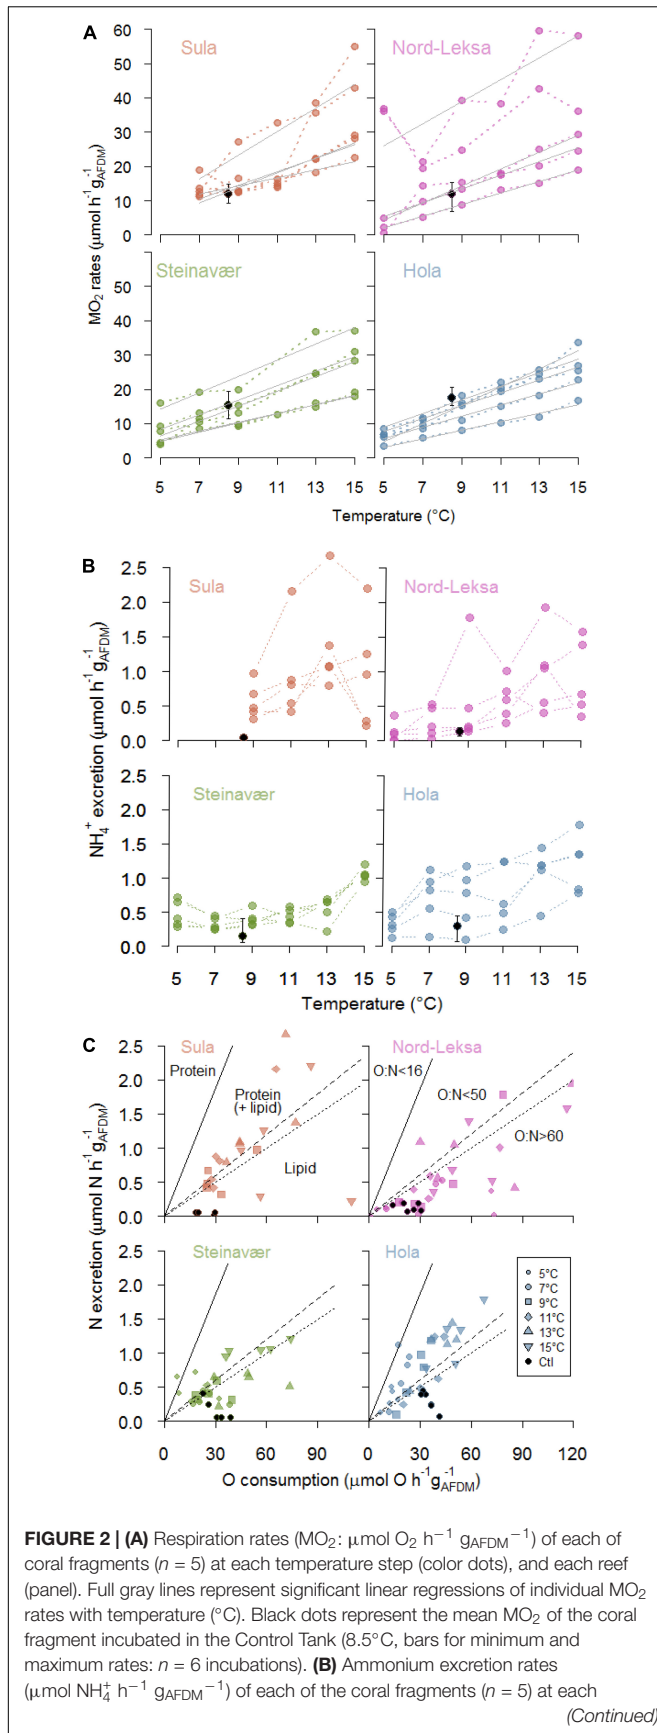 A
Sula
Nord-Leksa
60
50
40
30
20
10
0
Steinavær
Hola
60
50
40
30
20
10
0
MO₂ rates (μmol h⁻¹ g⁻¹AFDM)
5 7 9 11 13 15 5 7 9 11 13 15
Temperature (°C)
B
Sula
Nord-Leksa
2.5
2.0
1.5
1.0
0.5
0.0
Steinavær
Hola
2.5
2.0
1.5
1.0
0.5
0.0
NH₄⁺ excretion (μmol h⁻¹ g⁻¹AFDM)
5 7 9 11 13 15 5 7 9 11 13 15
Temperature (°C)
C
Sula
Nord-Leksa
2.5
2.0
1.5
1.0
0.5
0.0
Protein
Protein
(+ lipid)
Lipid
O:N<16
O:N<50
O:N>60
Steinavær
Hola
2.5
2.0
1.5
1.0
0.5
0.0
5°C
7°C
9°C
11°C
13°C
15°C
Ctl
N excretion (μmol N h⁻¹ g⁻¹AFDM)
0 30 60 90 0 30 60 90 120
O consumption (μmol O h⁻¹ g⁻¹AFDM)
FIGURE 2 | (A) Respiration rates (MO₂: μmol O₂ h⁻¹ gAFDM⁻¹) of each of
coral fragments (n = 5) at each temperature step (color dots), and each reef
(panel). Full gray lines represent significant linear regressions of individual MO₂
rates with temperature (°C). Black dots represent the mean MO₂ of the coral
fragment incubated in the Control Tank (8.5°C, bars for minimum and
maximum rates: n = 6 incubations). (B) Ammonium excretion rates
(μmol NH₄⁺ h⁻¹ gAFDM⁻¹) of each of the coral fragments (n = 5) at each
(Continued)